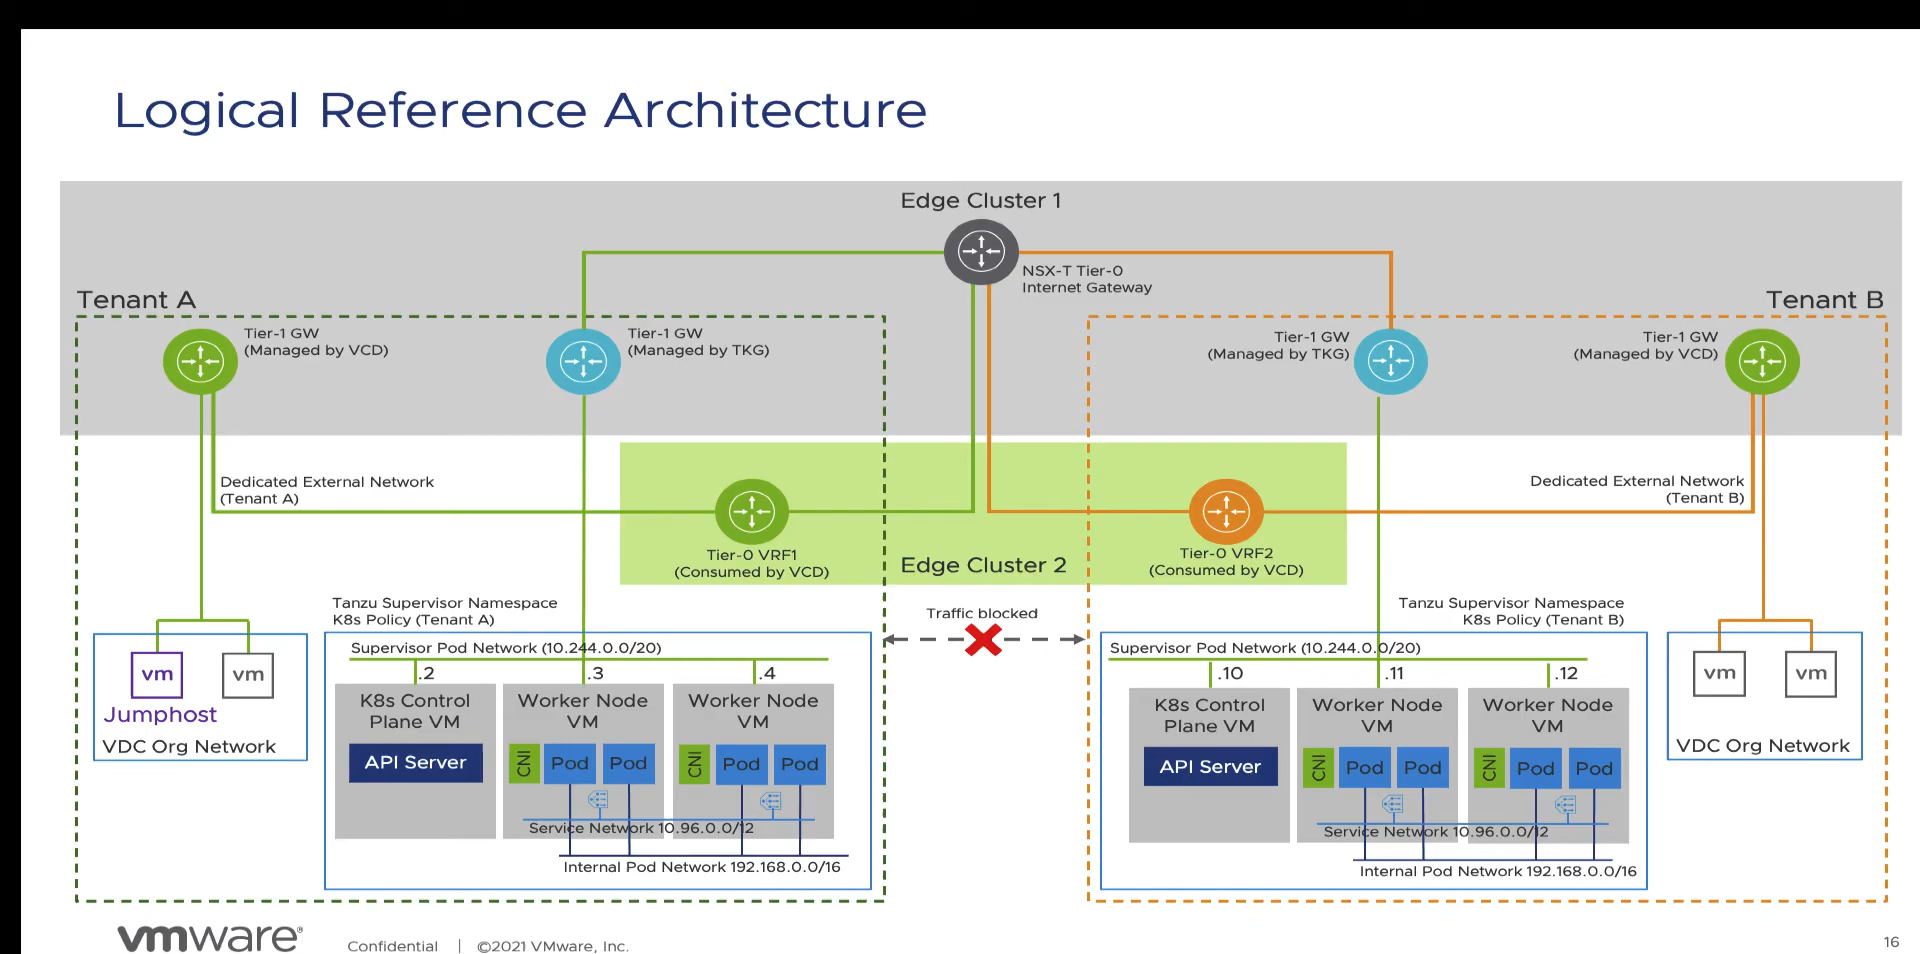 Logical Reference Architecture
Edge Cluster 1
NSX-T Tier-0
Internet Gateway
Tenant A
Tenant B
Tier-1 GW
(Managed by VCD)
Tier-1 GW
(Managed by TKG)
Tier-1 GW
(Managed by TKG)
Tier-1 GW
(Managed by VCD)
Dedicated External Network
(Tenant A)
Dedicated External Network
(Tenant B)
Tier-0 VRF1
(Consumed by VCD)
Edge Cluster 2
Tier-0 VRF2
(Consumed by VCD)
Tanzu Supervisor Namespace
K8s Policy (Tenant A)
Traffic blocked
Tanzu Supervisor Namespace
K8s Policy (Tenant B)
vm
vm
Jumphost
VDC Org Network
Supervisor Pod Network (10.244.0.0/20)
.2
.3
.4
K8s Control
Plane VM
API Server
Worker Node
VM
CNI
Pod
Pod
Worker Node
VM
CNI
Pod
Pod
Service Network 10.96.0.0/12
Internal Pod Network 192.168.0.0/16
Supervisor Pod Network (10.244.0.0/20)
.10
.11
.12
K8s Control
Plane VM
API Server
Worker Node
VM
CNI
Pod
Pod
Worker Node
VM
CNI
Pod
Pod
Service Network 10.96.0.0/12
Internal Pod Network 192.168.0.0/16
vm
vm
VDC Org Network
vmware®
Confidential | ©2021 VMware, Inc.
16